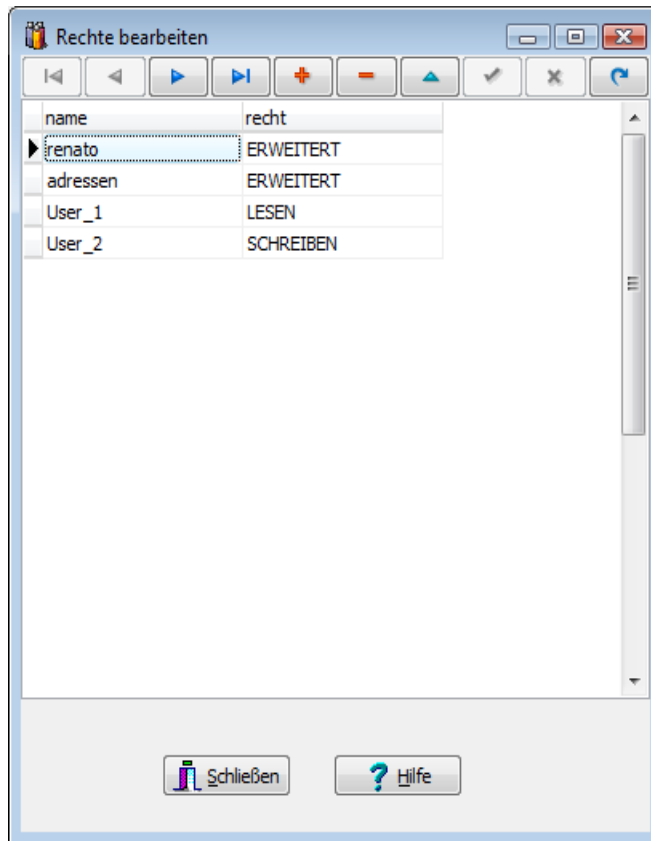 Rechte bearbeiten
name recht
renato ERWEITERT
adressen ERWEITERT
User_1 LESEN
User_2 SCHREIBEN
Schließen Hilfe